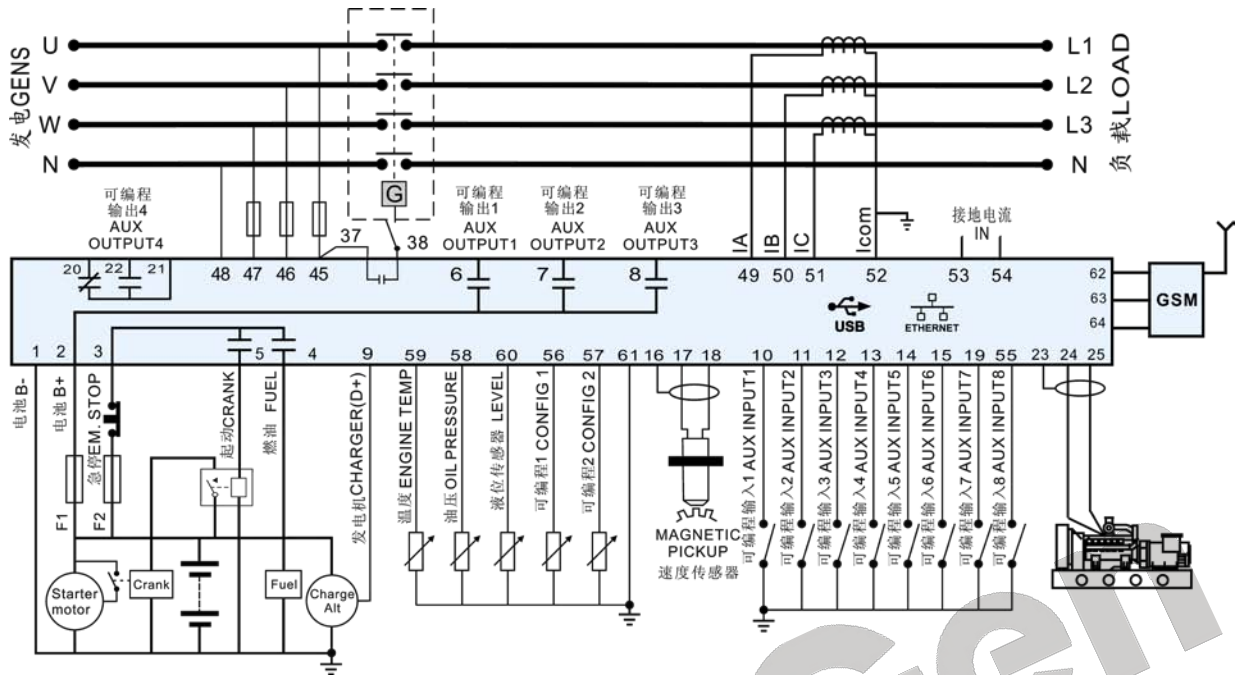 发电GENS
U
V
W
N
L1
L2
L3
N
负载LOAD
G
可编程
输出4
AUX
OUTPUT4
可编程
输出1
AUX
OUTPUT1
可编程
输出2
AUX
OUTPUT2
可编程
输出3
AUX
OUTPUT3
接地电流
IN
37
38
IA
IB
IC
Icom
20
22
21
48
47
46
45
6
7
8
49
50
51
52
53
54
62
63
64
GSM
USB
ETHERNET
1
2
3
5
4
9
59
58
60
56
57
61
16
17
18
10
11
12
13
14
15
19
55
23
24
25
电池B-
电池B+
急停EM. STOP
起动CRANK
燃油 FUEL
发电机CHARGER(D+)
温度 ENGINE TEMP
油压 OIL PRESSURE
液位传感器 LEVEL
可编程1 CONFIG 1
可编程2 CONFIG 2
可编程输入1 AUX INPUT1
可编程输入2 AUX INPUT2
可编程输入3 AUX INPUT3
可编程输入4 AUX INPUT4
可编程输入5 AUX INPUT5
可编程输入6 AUX INPUT6
可编程输入7 AUX INPUT7
可编程输入8 AUX INPUT8
F1
F2
MAGNETIC
PICKUP
速度传感器
Starter
motor
Crank
Fuel
Charge
Alt
Gen